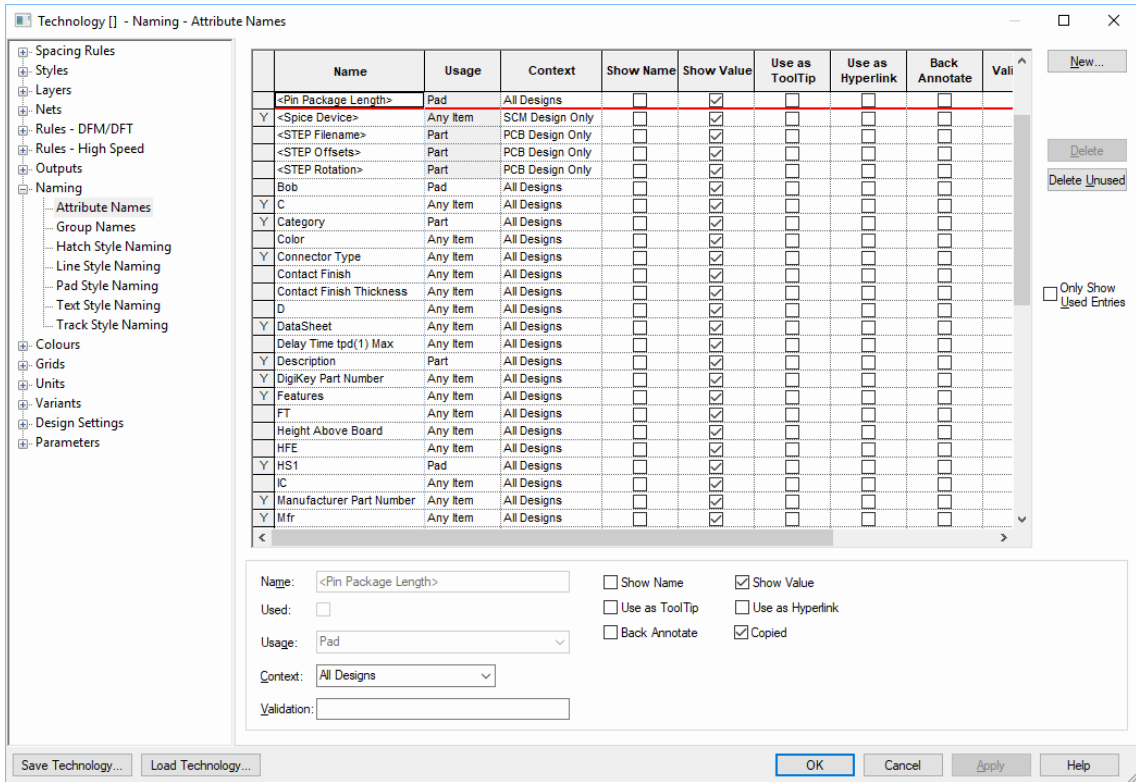 Technology [] - Naming - Attribute Names
Spacing Rules
Styles
Layers
Nets
Rules - DFM/DFT
Rules - High Speed
Outputs
Naming
Attribute Names
Group Names
Hatch Style Naming
Line Style Naming
Pad Style Naming
Text Style Naming
Track Style Naming
Colours
Grids
Units
Variants
Design Settings
Parameters
Name Usage Context Show Name Show Value Use as ToolTip Use as Hyperlink Back Annotate Vali
<Pin Package Length> Pad All Designs
Y <Spice Device> Any Item SCM Design Only
<STEP Filename> Part PCB Design Only
<STEP Offsets> Part PCB Design Only
<STEP Rotation> Part PCB Design Only
Bob Pad All Designs
Y C Any Item All Designs
Y Category Part All Designs
Color Any Item All Designs
Y Connector Type Any Item All Designs
Contact Finish Any Item All Designs
Contact Finish Thickness Any Item All Designs
D Any Item All Designs
Y DataSheet Any Item All Designs
Delay Time tpd(1) Max Any Item All Designs
Y Description Part All Designs
Y DigiKey Part Number Any Item All Designs
Y Features Any Item All Designs
FT Any Item All Designs
Height Above Board Any Item All Designs
HFE Any Item All Designs
Y HS1 Pad All Designs
IC Any Item All Designs
Y Manufacturer Part Number Any Item All Designs
Y Mfr Any Item All Designs
New...
Delete
Delete Unused
Only Show
Used Entries
Name: <Pin Package Length>
Used:
Usage: Pad
Context: All Designs
Validation:
Show Name Show Value
Use as ToolTip Use as Hyperlink
Back Annotate Copied
Save Technology... Load Technology... OK Cancel Apply Help